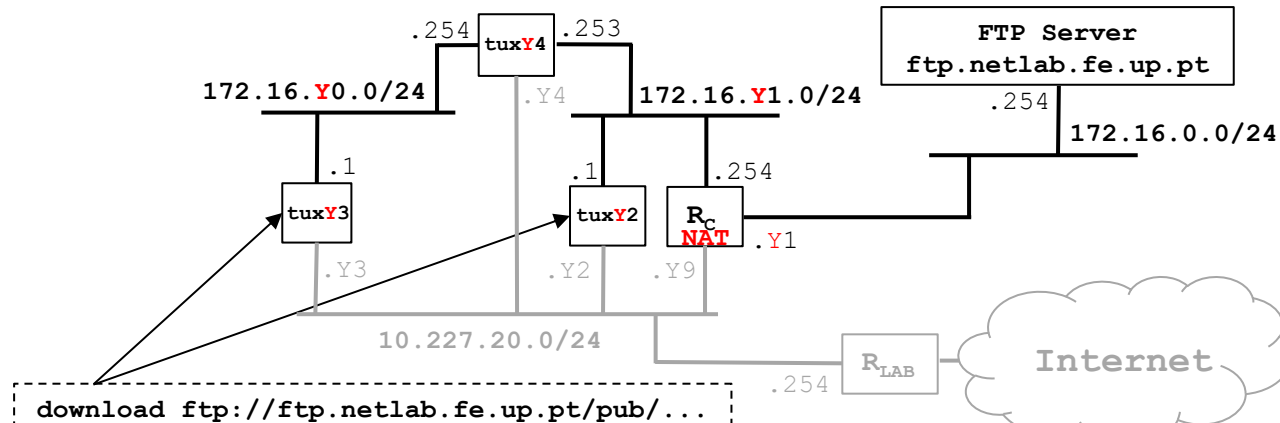 .254
tuxY4
.253
FTP Server
ftp.netlab.fe.up.pt
172.16.Y0.0/24
.Y4
172.16.Y1.0/24
.254
172.16.0.0/24
.1
.1
.254
tuxY3
tuxY2
RC
NAT
.Y1
.Y3
.Y2
.Y9
10.227.20.0/24
RLAB
Internet
.254
download ftp://ftp.netlab.fe.up.pt/pub/...